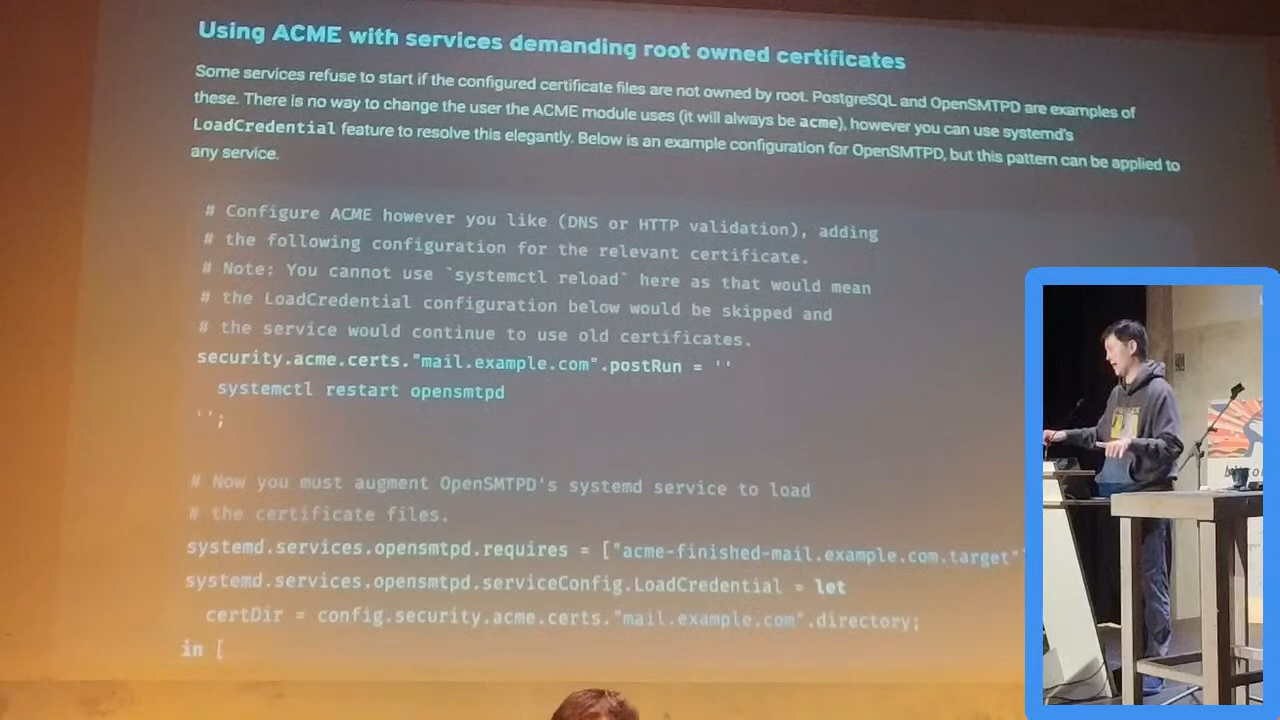 Using ACME with services demanding root owned certificates
Some services refuse to start if the configured certificate files are not owned by root. PostgreSQL and OpenSMTPD are examples of
these. There is no way to change the user the ACME module uses (it will always be acme), however you can use systemd's
LoadCredential feature to resolve this elegantly. Below is an example configuration for OpenSMTPD, but this pattern can be applied to
any service.
# Configure ACME however you like (DNS or HTTP validation), adding
# the following configuration for the relevant certificate.
# Note: You cannot use `systemctl reload` here as that would mean
# the LoadCredential configuration below would be skipped and
# the service would continue to use old certificates.
security.acme.certs."mail.example.com".postRun = ''
systemctl restart opensmtpd
'';
# Now you must augment OpenSMTPD's systemd service to load
# the certificate files.
systemd.services.opensmtpd.requires = ["acme-finished-mail.example.com.target"
systemd.services.opensmtpd.serviceConfig.LoadCredential = let
certDir = config.security.acme.certs."mail.example.com".directory;
in [